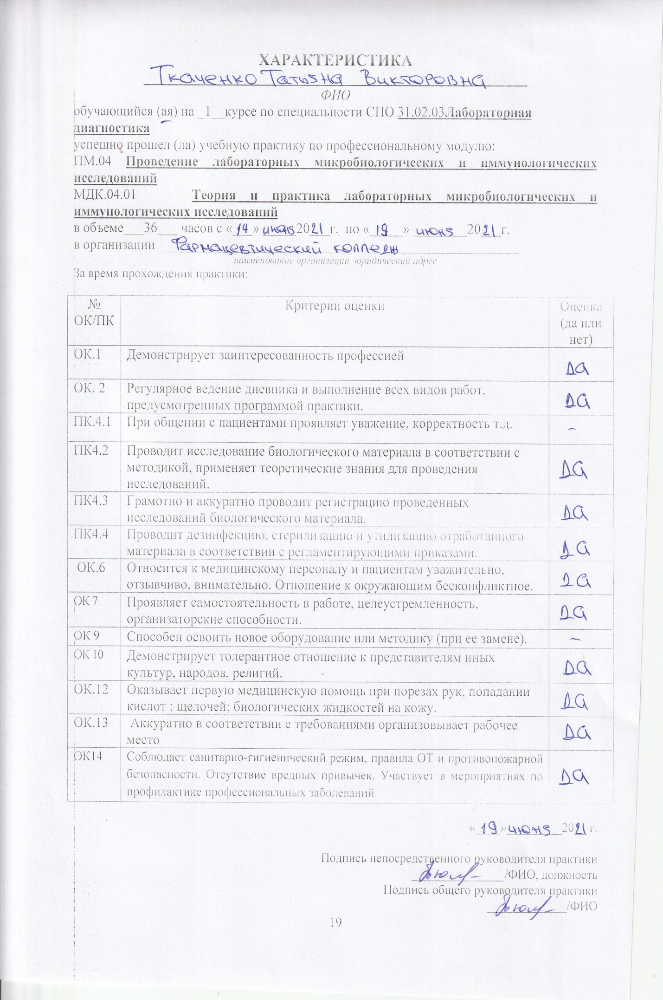 ХАРАКТЕРИСТИКА
Ткаченко Татьяна Викторовна
ФИО
обучающийся (ая) на _1__курсе по специальности СПО 31.02.03Лабораторная
диагностика
успешно прошел (ла) учебную практику по профессиональному модулю:
ПМ.04 Проведение лабораторных микробиологических и иммунологических
исследований
МДК.04.01 Теория и практика лабораторных микробиологических и
иммунологических исследований
в объеме___36___ часов с «14» июня 2021 г. по «19» июня 2021 г.
в организации Фармацевтический колледж
наименование организации, юридический адрес
За время прохождения практики:
№ ОК/ПК Критерии оценки Оценка (да или нет)
ОК.1 Демонстрирует заинтересованность профессией да
ОК. 2 Регулярное ведение дневника и выполнение всех видов работ,
предусмотренных программой практики. да
ПК.4.1 При общении с пациентами проявляет уважение, корректность т.д. –
ПК4.2 Проводит исследование биологического материала в соответствии с
методикой, применяет теоретические знания для проведения
исследований. да
ПК4.3 Грамотно и аккуратно проводит регистрацию проведенных
исследований биологического материала. да
ПК4.4 Проводит дезинфекцию, стерилизацию и утилизацию отработанного
материала в соответствии с регламентирующими приказами. да
ОК.6 Относится к медицинскому персоналу и пациентам уважительно,
отзывчиво, внимательно. Отношение к окружающим бесконфликтное. да
ОК 7 Проявляет самостоятельность в работе, целеустремленность,
организаторские способности. да
ОК 9 Способен освоить новое оборудование или методику (при ее замене). –
ОК 10 Демонстрирует толерантное отношение к представителям иных
культур, народов, религий. да
ОК.12 Оказывает первую медицинскую помощь при порезах рук, попадании
кислот ; щелочей; биологических жидкостей на кожу. да
ОК.13 Аккуратно в соответствии с требованиями организовывает рабочее
место да
ОК14 Соблюдает санитарно-гигиенический режим, правила ОТ и противопожарной
безопасности. Отсутствие вредных привычек. Участвует в мероприятиях по
профилактике профессиональных заболеваний да
«19» июня 2021 г.
Подпись непосредственного руководителя практики
/ФИО, должность
Подпись общего руководителя практики
/ФИО
19